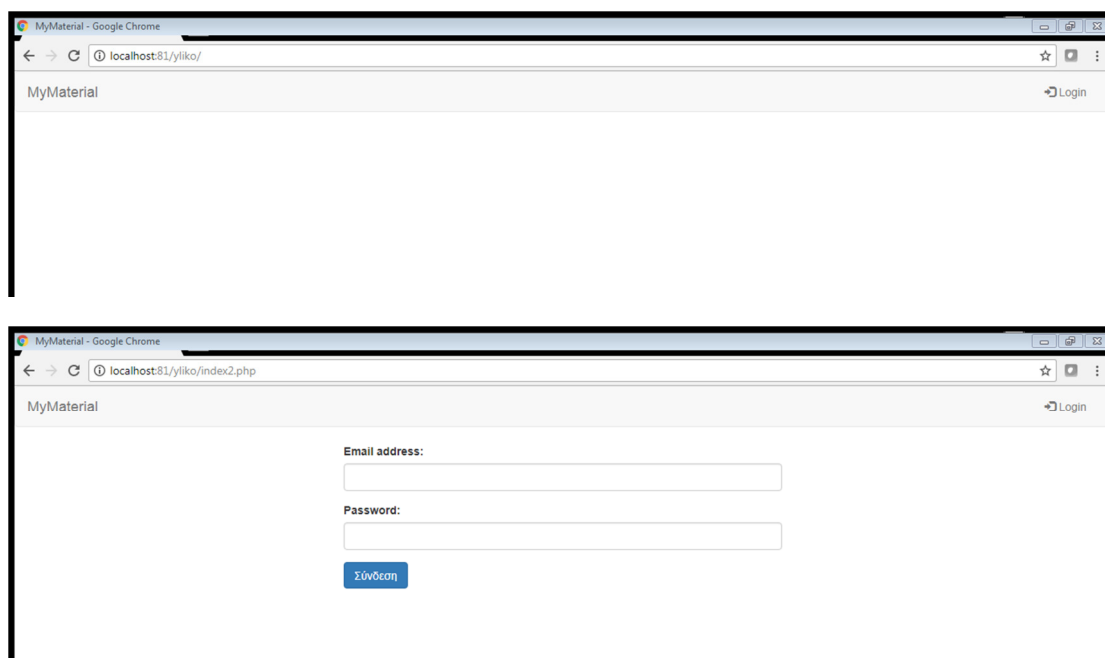 MyMaterial - Google Chrome
localhost:81/yliko/
MyMaterial Login
MyMaterial - Google Chrome
localhost:81/yliko/index2.php
MyMaterial Login
Email address:
Password:
Σύνδεση